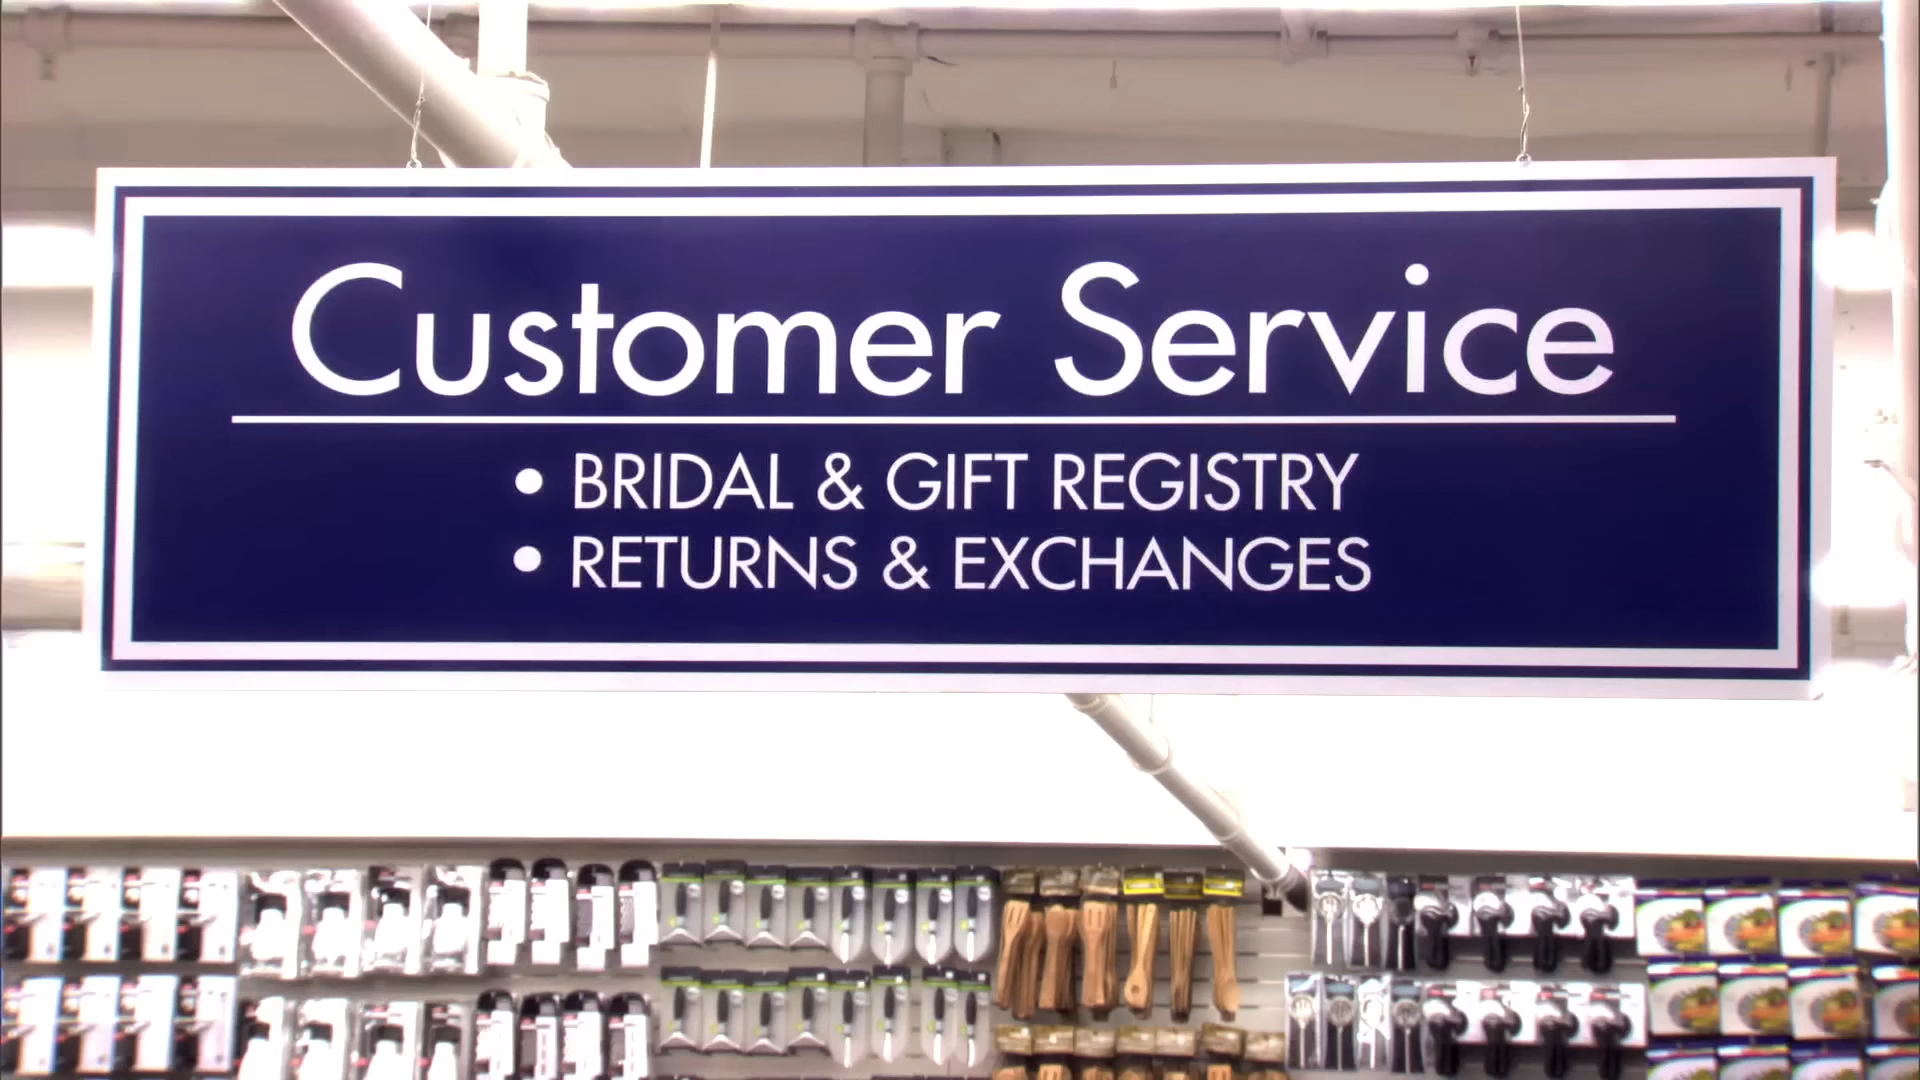 Customer Service
• BRIDAL & GIFT REGISTRY
• RETURNS & EXCHANGES